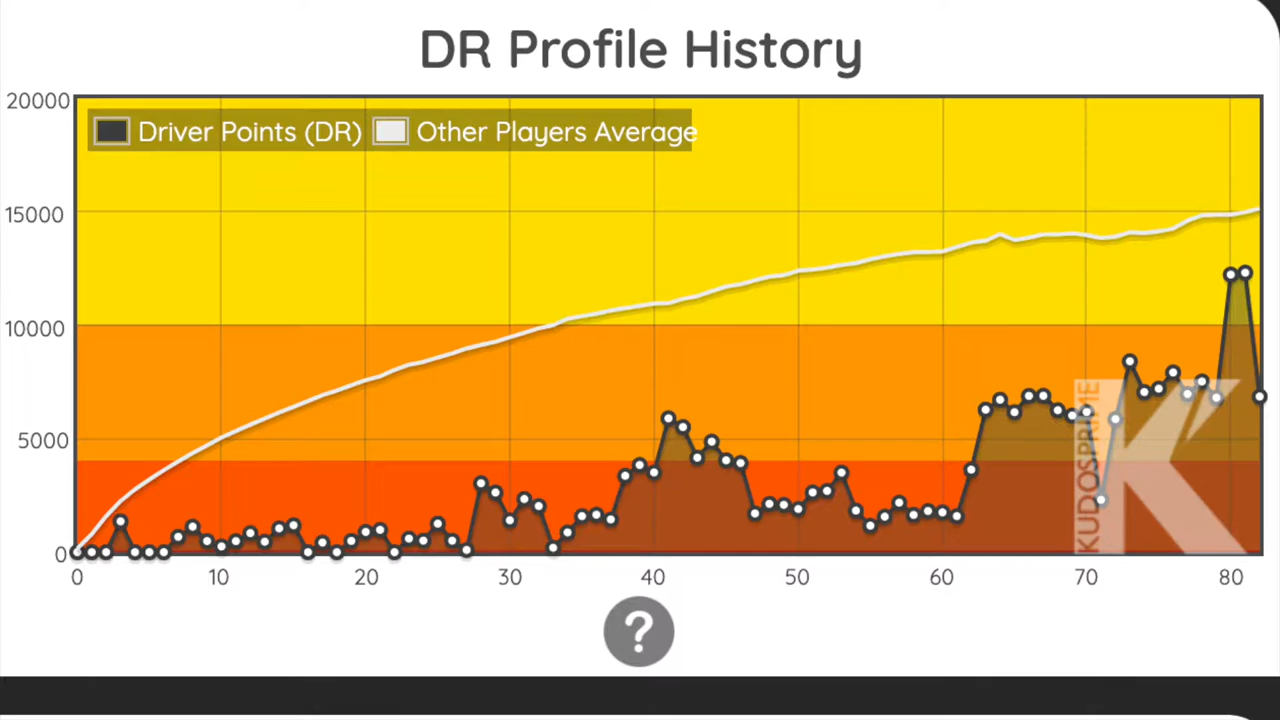 DR Profile History
20000
Driver Points (DR) Other Players Average
15000
10000
5000
0
0 10 20 30 40 50 60 70 80
KUDOSPRIME
K
?